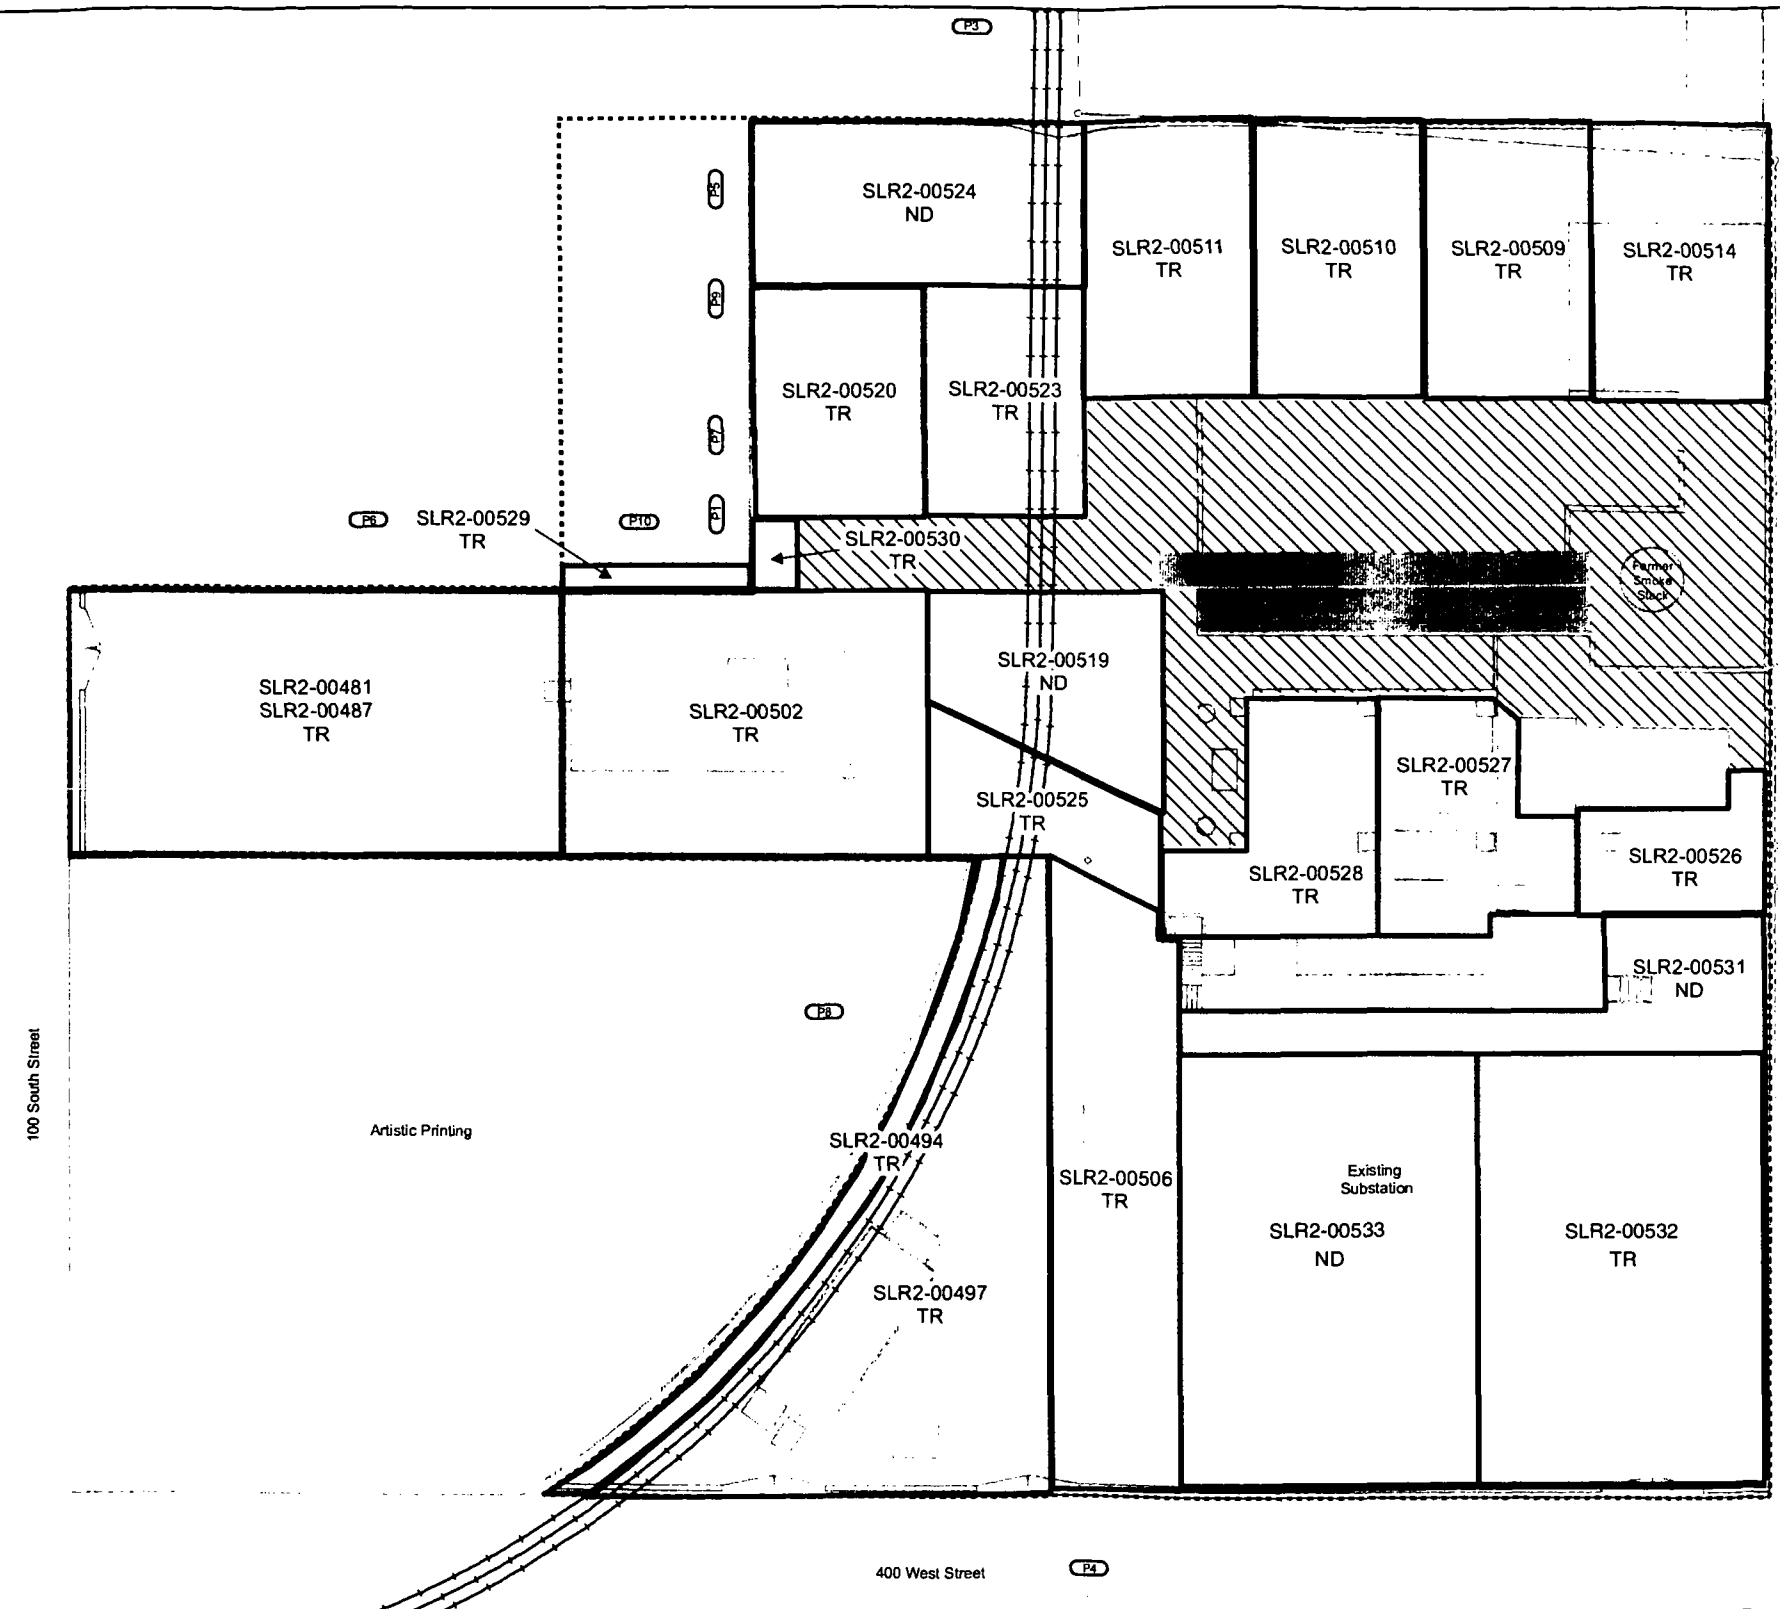 P3
P5
SLR2-00524
ND
SLR2-00511
TR
SLR2-00510
TR
SLR2-00509
TR
SLR2-00514
TR
P9
SLR2-00520
TR
SLR2-00523
TR
P7
P1
P6
SLR2-00529
TR
P10
SLR2-00530
TR
Former
Smoke
Stack
SLR2-00481
SLR2-00487
TR
SLR2-00502
TR
SLR2-00519
ND
SLR2-00525
TR
SLR2-00527
TR
SLR2-00528
TR
SLR2-00526
TR
SLR2-00531
ND
P8
100 South Street
Artistic Printing
SLR2-00494
TR
SLR2-00506
TR
Existing
Substation
SLR2-00533
ND
SLR2-00532
TR
SLR2-00497
TR
400 West Street
P4